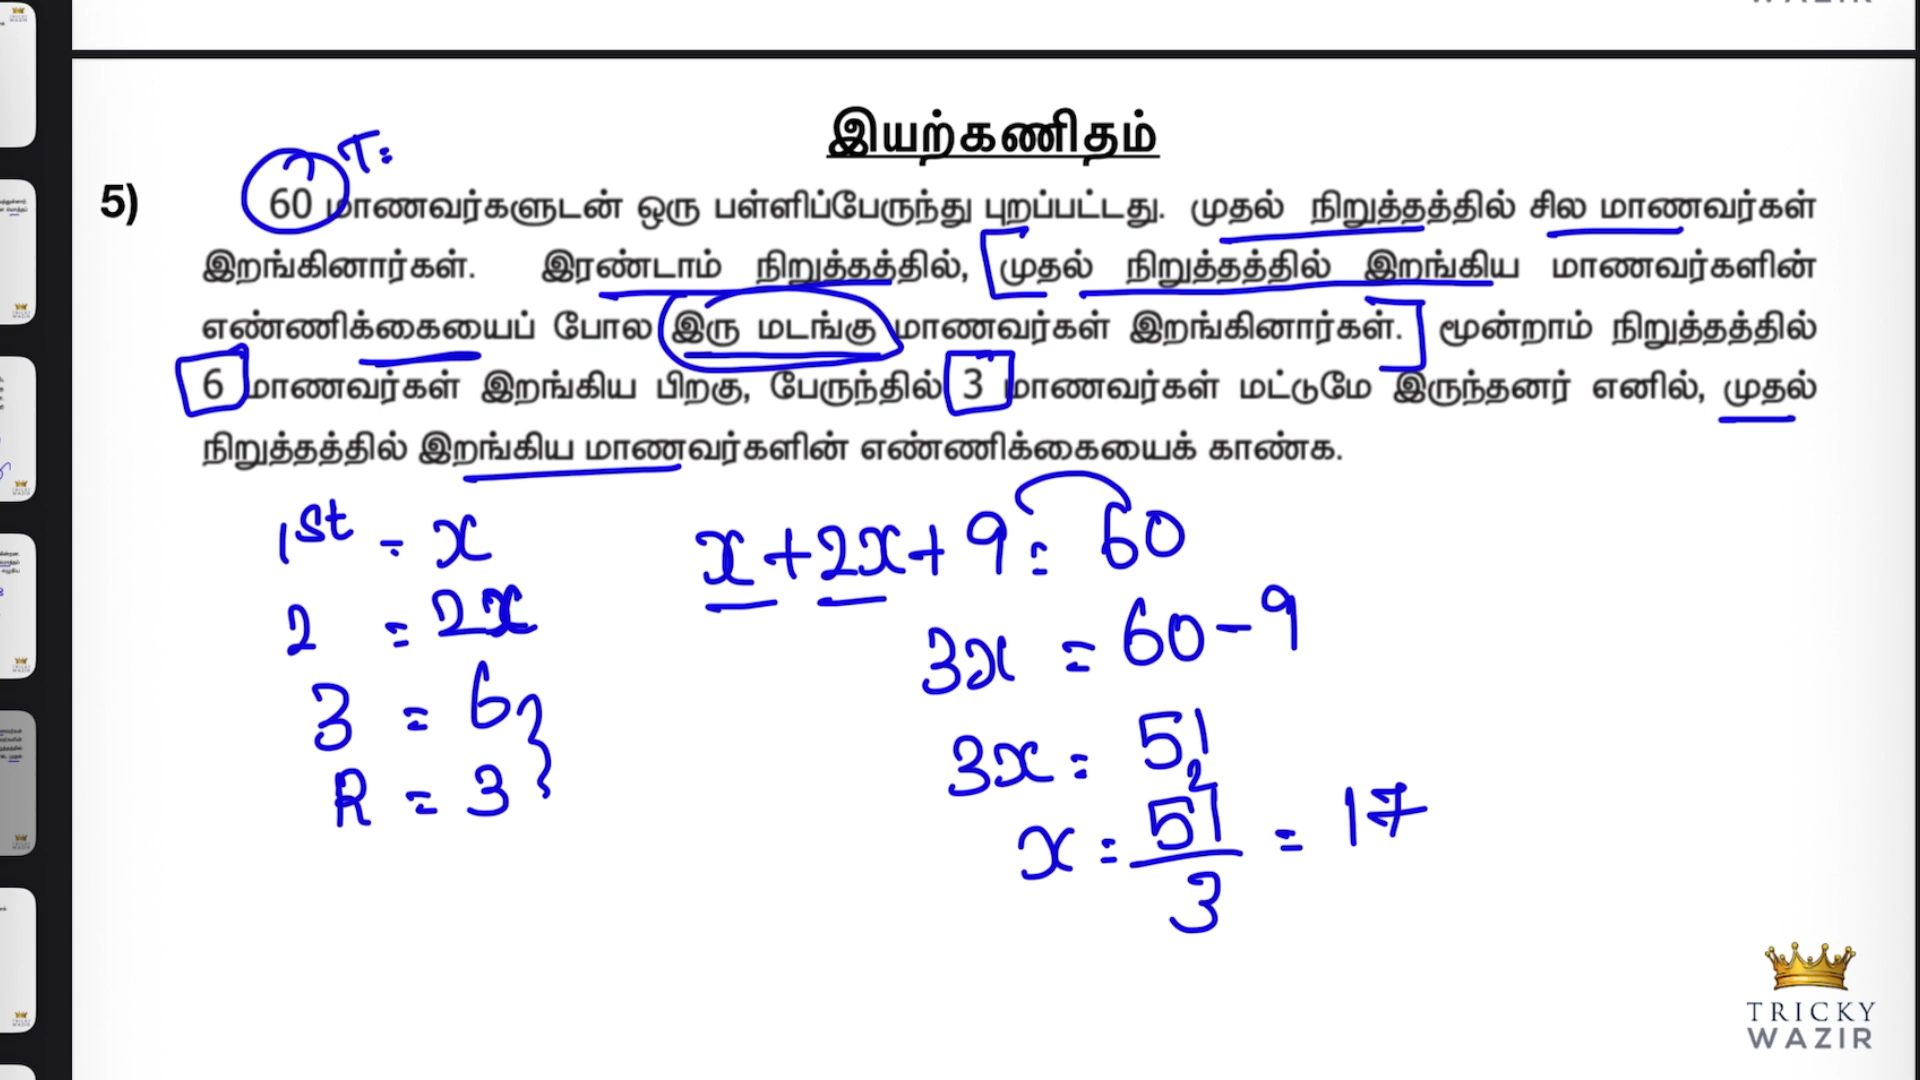 இயற்கணிதம்
T=
5) 60 மாணவர்களுடன் ஒரு பள்ளிப்பேருந்து புறப்பட்டது. முதல் நிறுத்தத்தில் சில மாணவர்கள்
இறங்கினார்கள். இரண்டாம் நிறுத்தத்தில், முதல் நிறுத்தத்தில் இறங்கிய மாணவர்களின்
எண்ணிக்கையைப் போல இரு மடங்கு மாணவர்கள் இறங்கினார்கள். மூன்றாம் நிறுத்தத்தில்
6 மாணவர்கள் இறங்கிய பிறகு, பேருந்தில் 3 மாணவர்கள் மட்டுமே இருந்தனர் எனில், முதல்
நிறுத்தத்தில் இறங்கிய மாணவர்களின் எண்ணிக்கையைக் காண்க.
1st = x
2 = 2x
3 = 6
R = 3
x + 2x + 9 = 60
3x = 60 - 9
3x = 51
x = 51/3 = 17
2
TRICKY
WAZIR